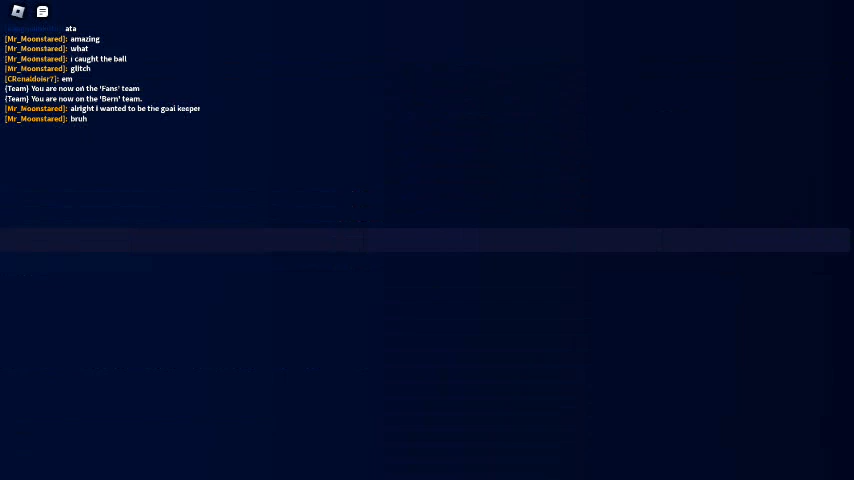 ata
[Mr_Moonstared]: amazing
[Mr_Moonstared]: what
[Mr_Moonstared]: i caught the ball
[Mr_Moonstared]: glitch
[CRonaldoisr7]: em
{Team} You are now on the 'Fans' team
{Team} You are now on the 'Bern' team.
[Mr_Moonstared]: alright i wanted to be the goal keeper
[Mr_Moonstared]: bruh